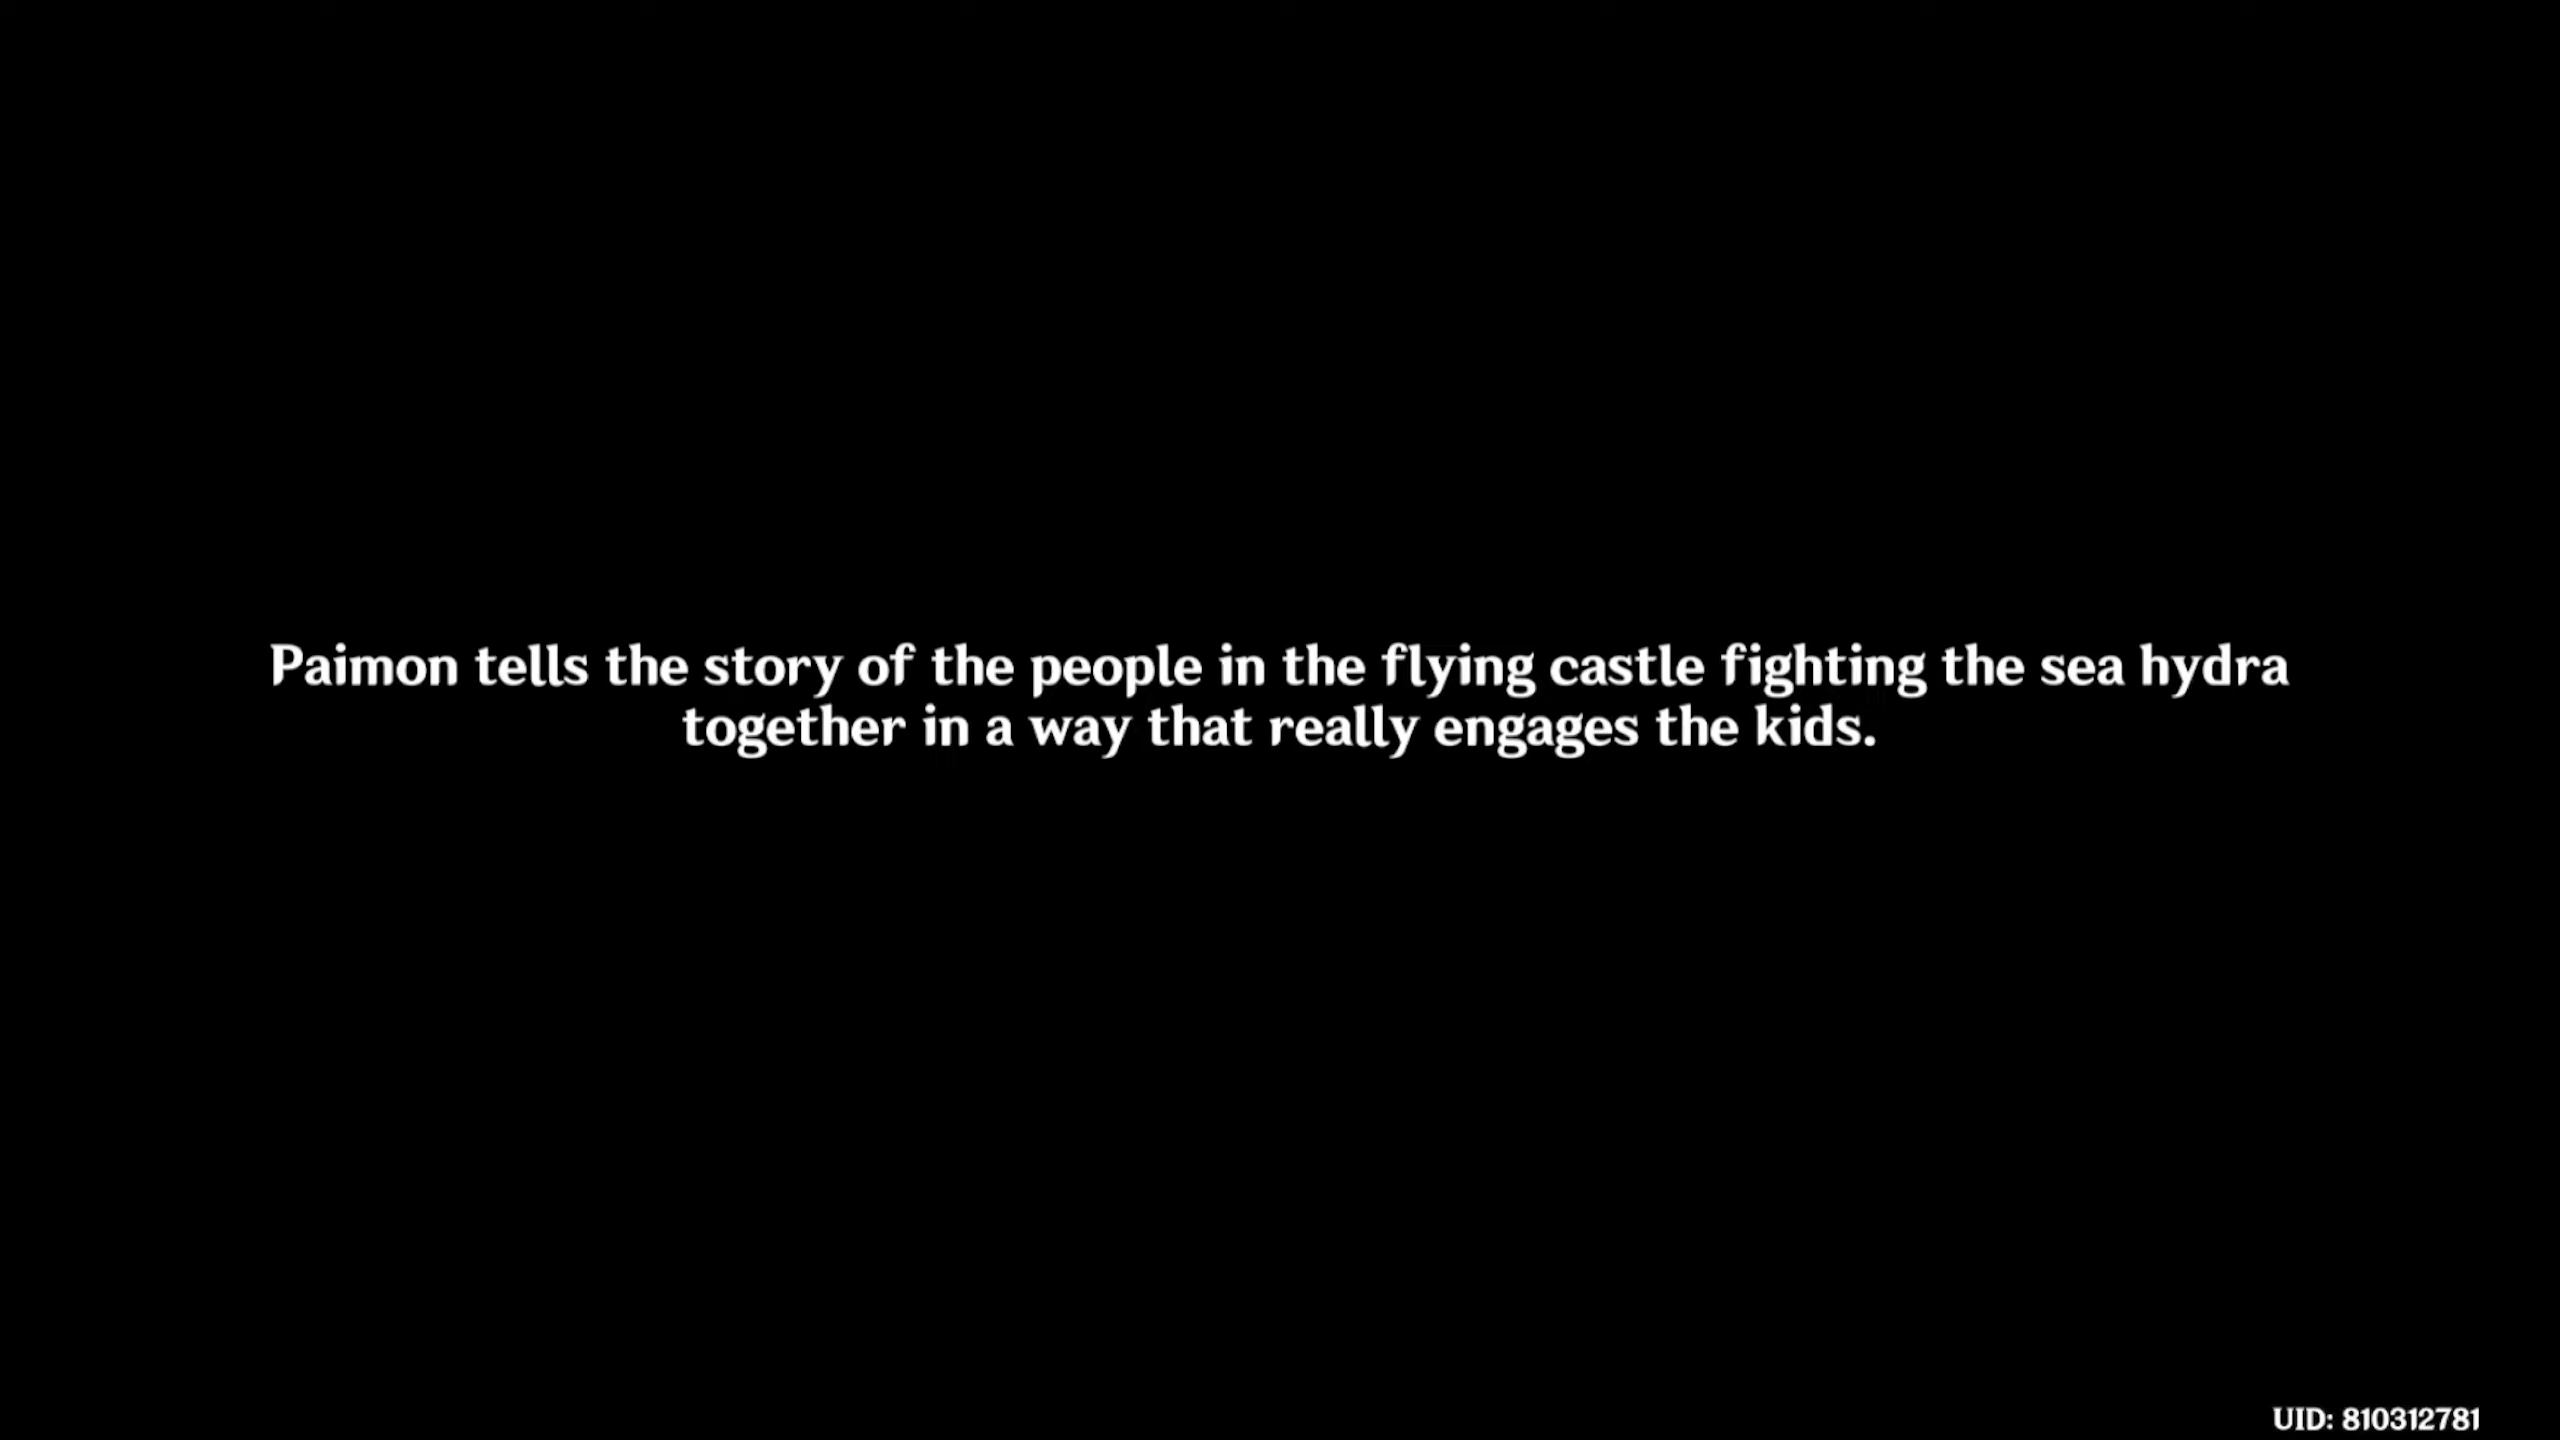 Paimon tells the story of the people in the flying castle fighting the sea hydra
together in a way that really engages the kids.
UID: 810312781